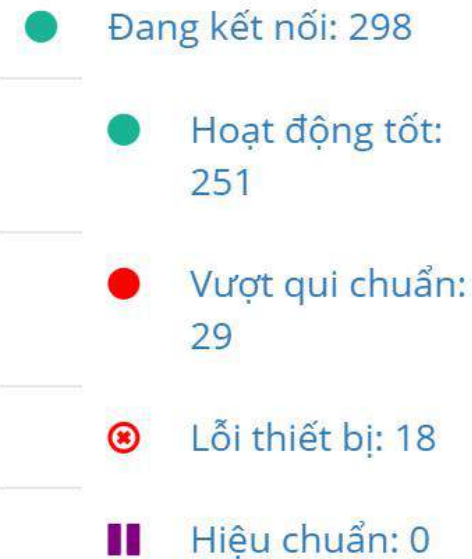 Đang kết nối: 298
Hoạt động tốt:
251
Vượt qui chuẩn:
29
Lỗi thiết bị: 18
Hiệu chuẩn: 0